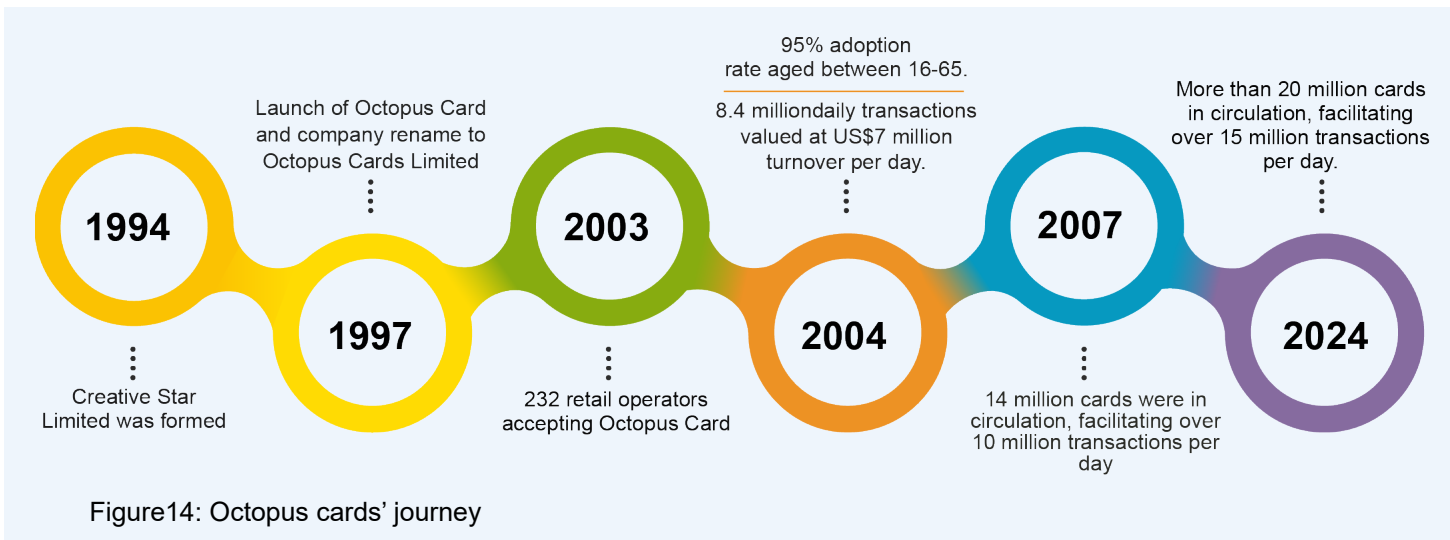 1994
Creative Star
Limited was formed
Launch of Octopus Card
and company rename to
Octopus Cards Limited
1997
2003
232 retail operators
accepting Octopus Card
95% adoption
rate aged between 16-65.
8.4 milliondaily transactions
valued at US$7 million
turnover per day.
2004
2007
14 million cards were in
circulation, facilitating over
10 million transactions per
day
More than 20 million cards
in circulation, facilitating
over 15 million transactions
per day.
2024
Figure14: Octopus cards’ journey